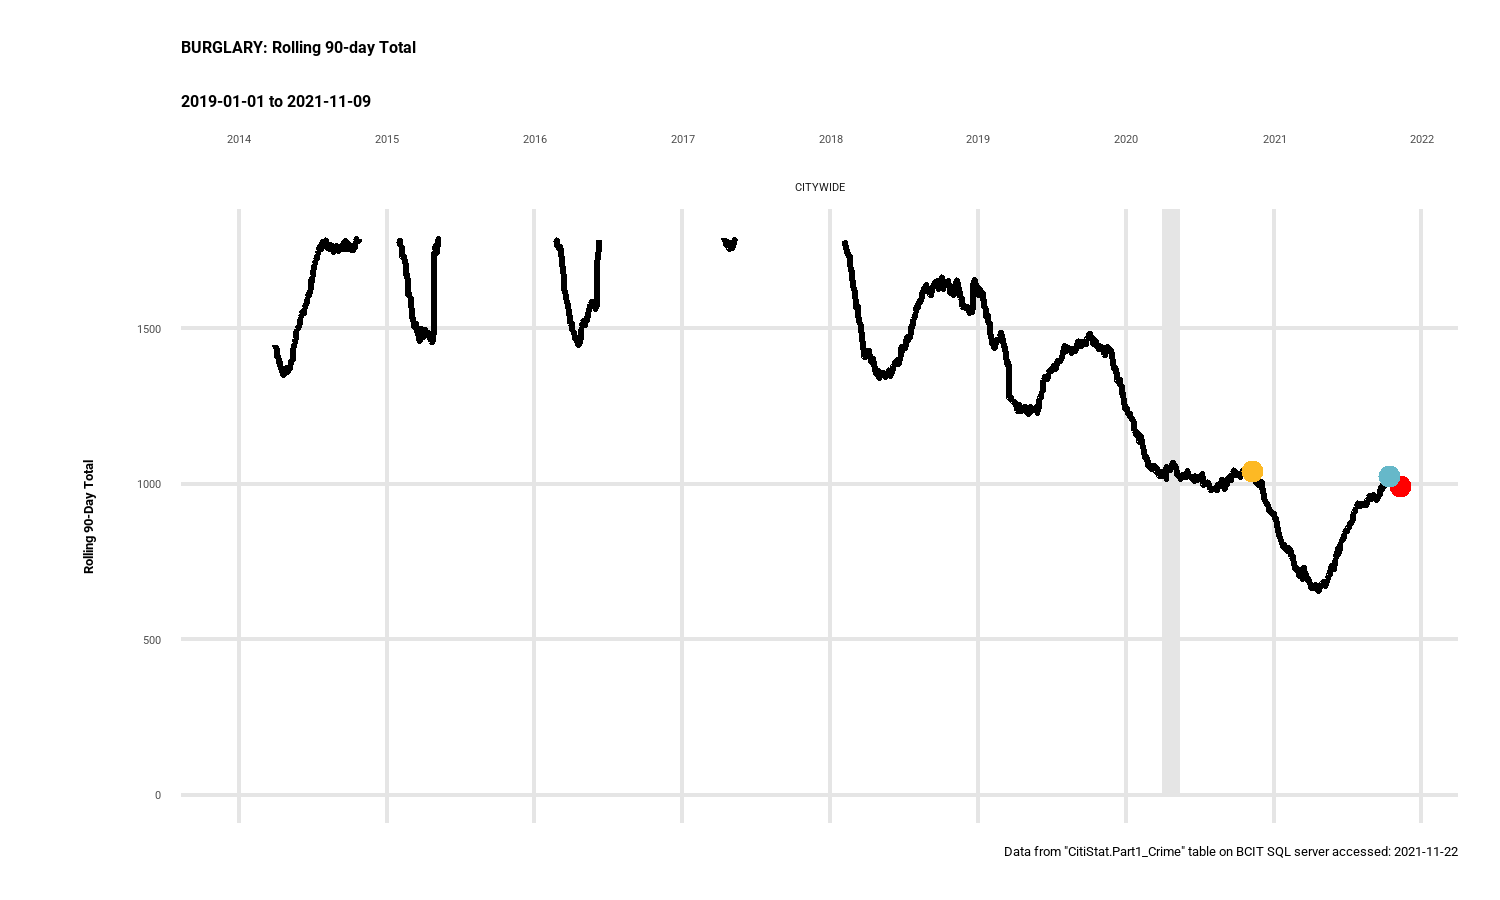 BURGLARY: Rolling 90-day Total
2019-01-01 to 2021-11-09
2014 2015 2016 2017 2018 2019 2020 2021 2022
CITYWIDE
1500
1000
500
0
Rolling 90-Day Total
Data from "CitiStat.Part1_Crime" table on BCIT SQL server accessed: 2021-11-22